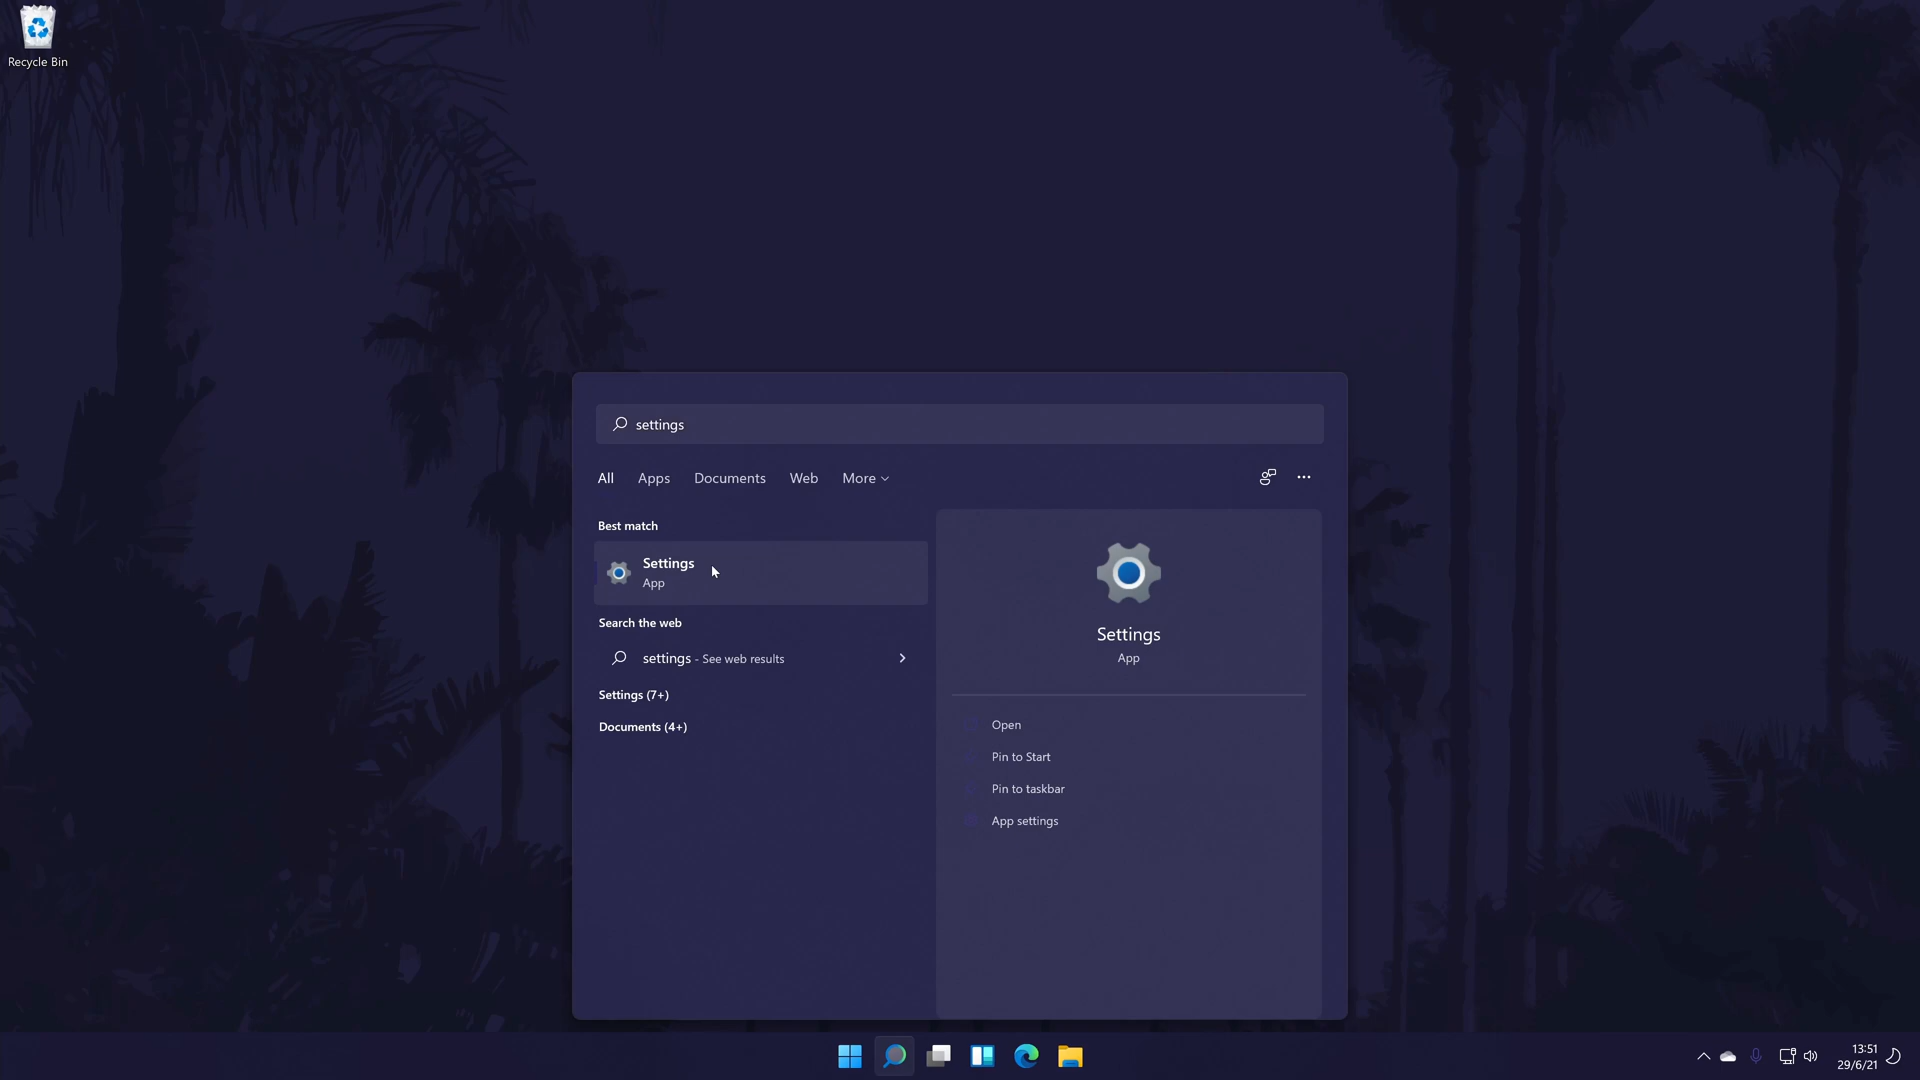 Recycle Bin
settings
All Apps Documents Web More
Best match
Settings
App
Search the web
settings - See web results
Settings (7+)
Documents (4+)
Settings
App
Open
Pin to Start
Pin to taskbar
App settings
13:51
29/6/21